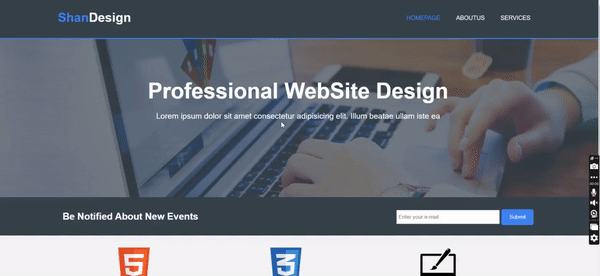 ShanDesign
HOMEPAGE ABOUTUS SERVICES
Professional WebSite Design
Lorem ipsum dolor sit amet consectetur adipisicing elit. Illum beatae ullam iste ea
Be Notified About New Events
Enter your e-mail
Submit
5
3